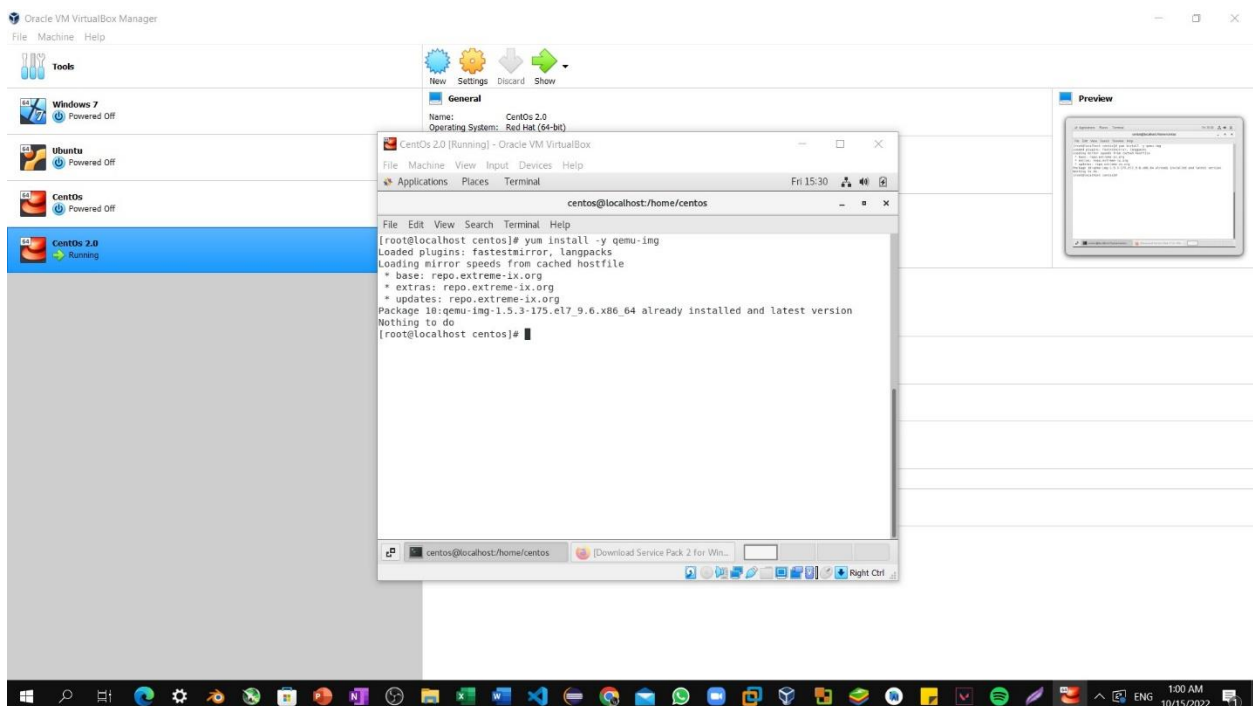 Oracle VM VirtualBox Manager
File Machine Help
Tools
New Settings Discard Show
Windows 7
Powered Off
Ubuntu
Powered Off
CentOs
Powered Off
CentOs 2.0
Running
General
Name: CentOs 2.0
Operating System: Red Hat (64-bit)
Preview
CentOs 2.0 [Running] - Oracle VM VirtualBox
File Machine View Input Devices Help
Applications Places Terminal Fri 15:30
centos@localhost:/home/centos
File Edit View Search Terminal Help
[root@localhost centos]# yum install -y qemu-img
Loaded plugins: fastestmirror, langpacks
Loading mirror speeds from cached hostfile
* base: repo.extreme-ix.org
* extras: repo.extreme-ix.org
* updates: repo.extreme-ix.org
Package 10:qemu-img-1.5.3-175.el7_9.6.x86_64 already installed and latest version
Nothing to do
[root@localhost centos]#
centos@localhost:/home/centos [Download Service Pack 2 for Win...
Right Ctrl
ENG 1:00 AM
10/15/2022